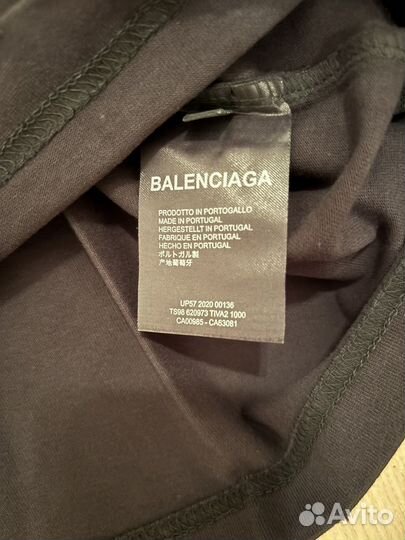 BALENCIAGA
PRODOTTO IN PORTOGALLO
MADE IN PORTUGAL
HERGESTELLT IN PORTUGAL
FABRIQUE EN PORTUGAL
HECHO EN PORTUGAL
ポルトガル製
产地葡萄牙
UP57 2020 00136
TS98 620973 TIVA2 1000
CA00985 - CA63081
Avito